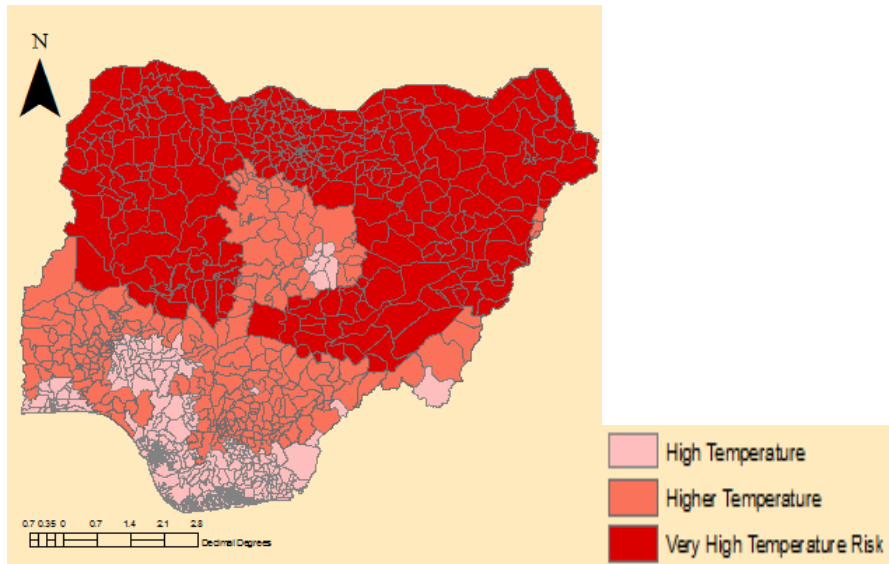 N
0.7 0.35 0 0.7 1.4 2.1 2.8
Decimal Degrees
High Temperature
Higher Temperature
Very High Temperature Risk